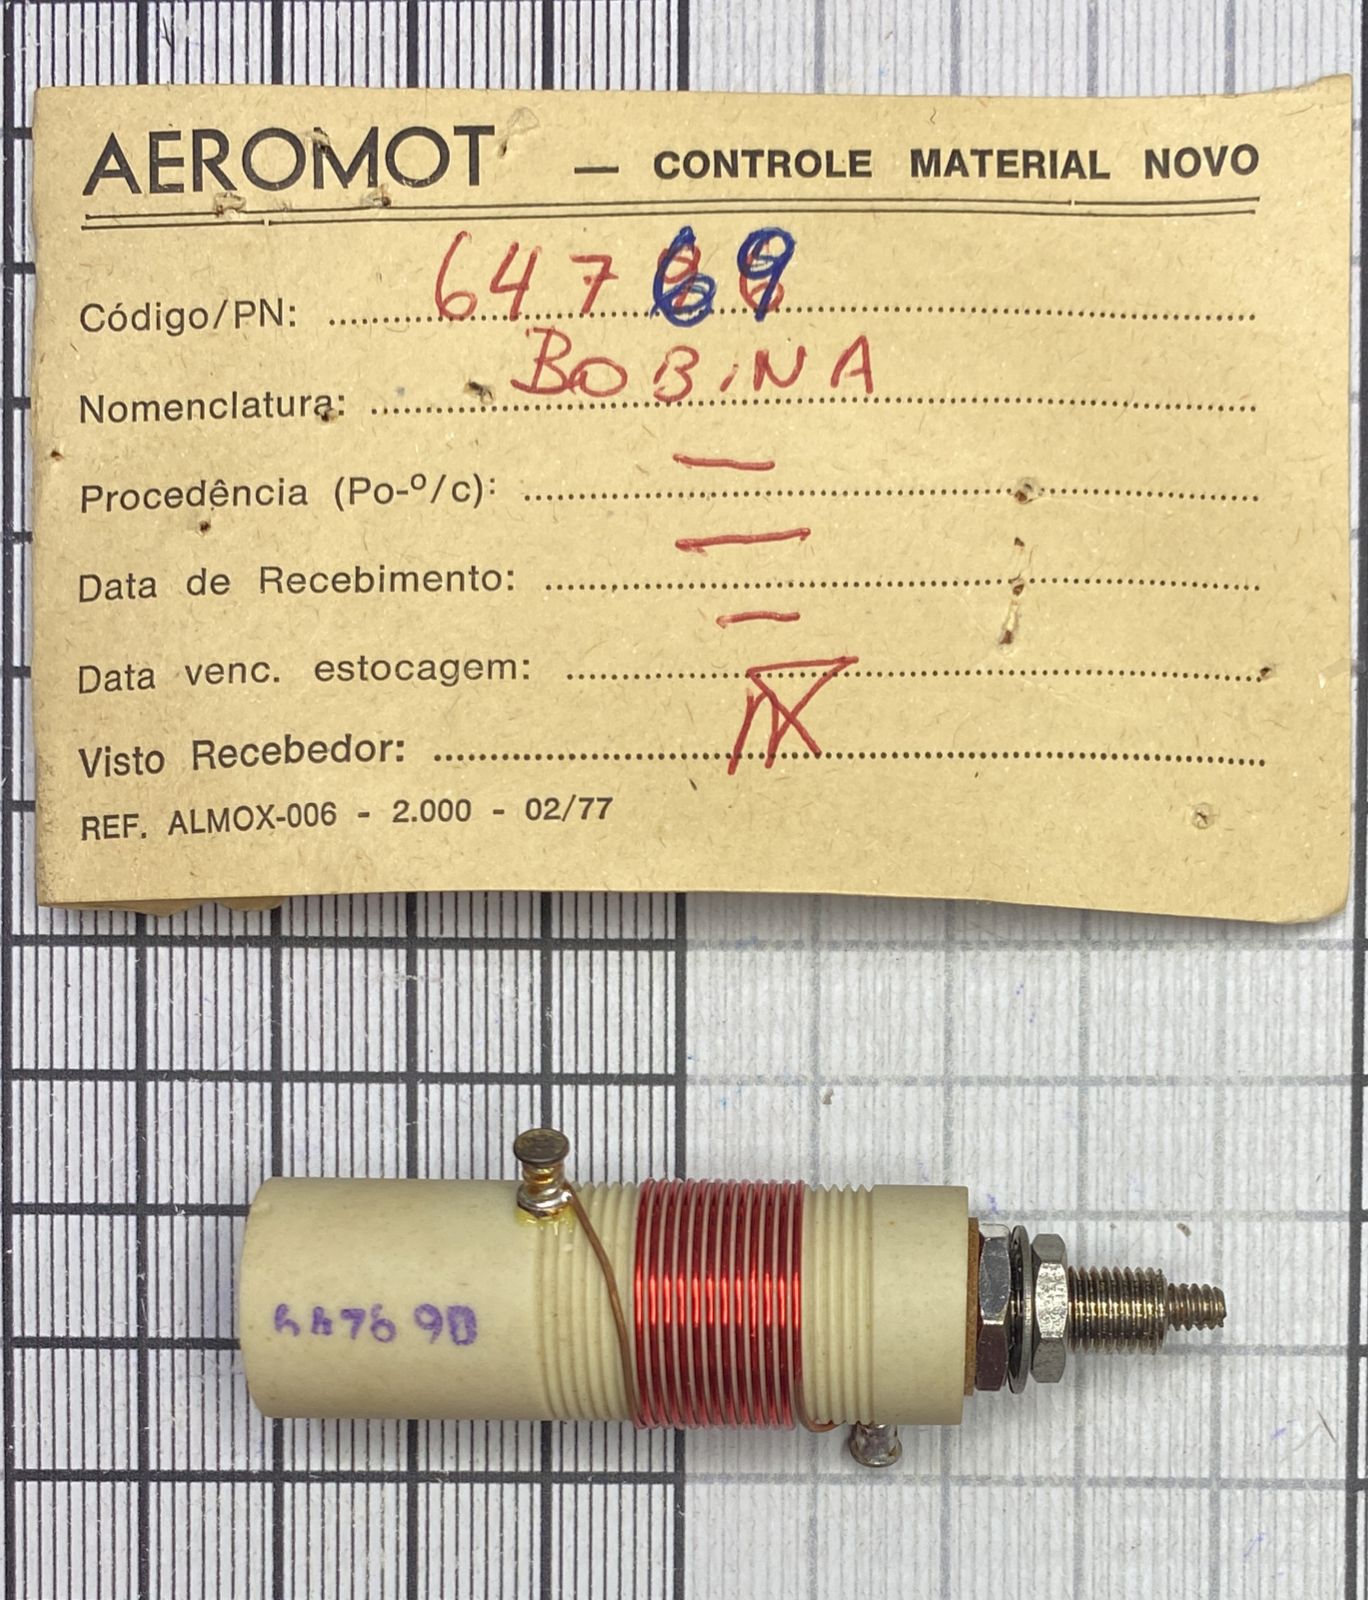 AEROMOT — CONTROLE MATERIAL NOVO
Código/PN: 64769
Nomenclatura: BOBiNA
Procedência (Po-º/c): —
Data de Recebimento: —
Data venc. estocagem: —
Visto Recebedor:
REF. ALMOX-006 - 2.000 - 02/77